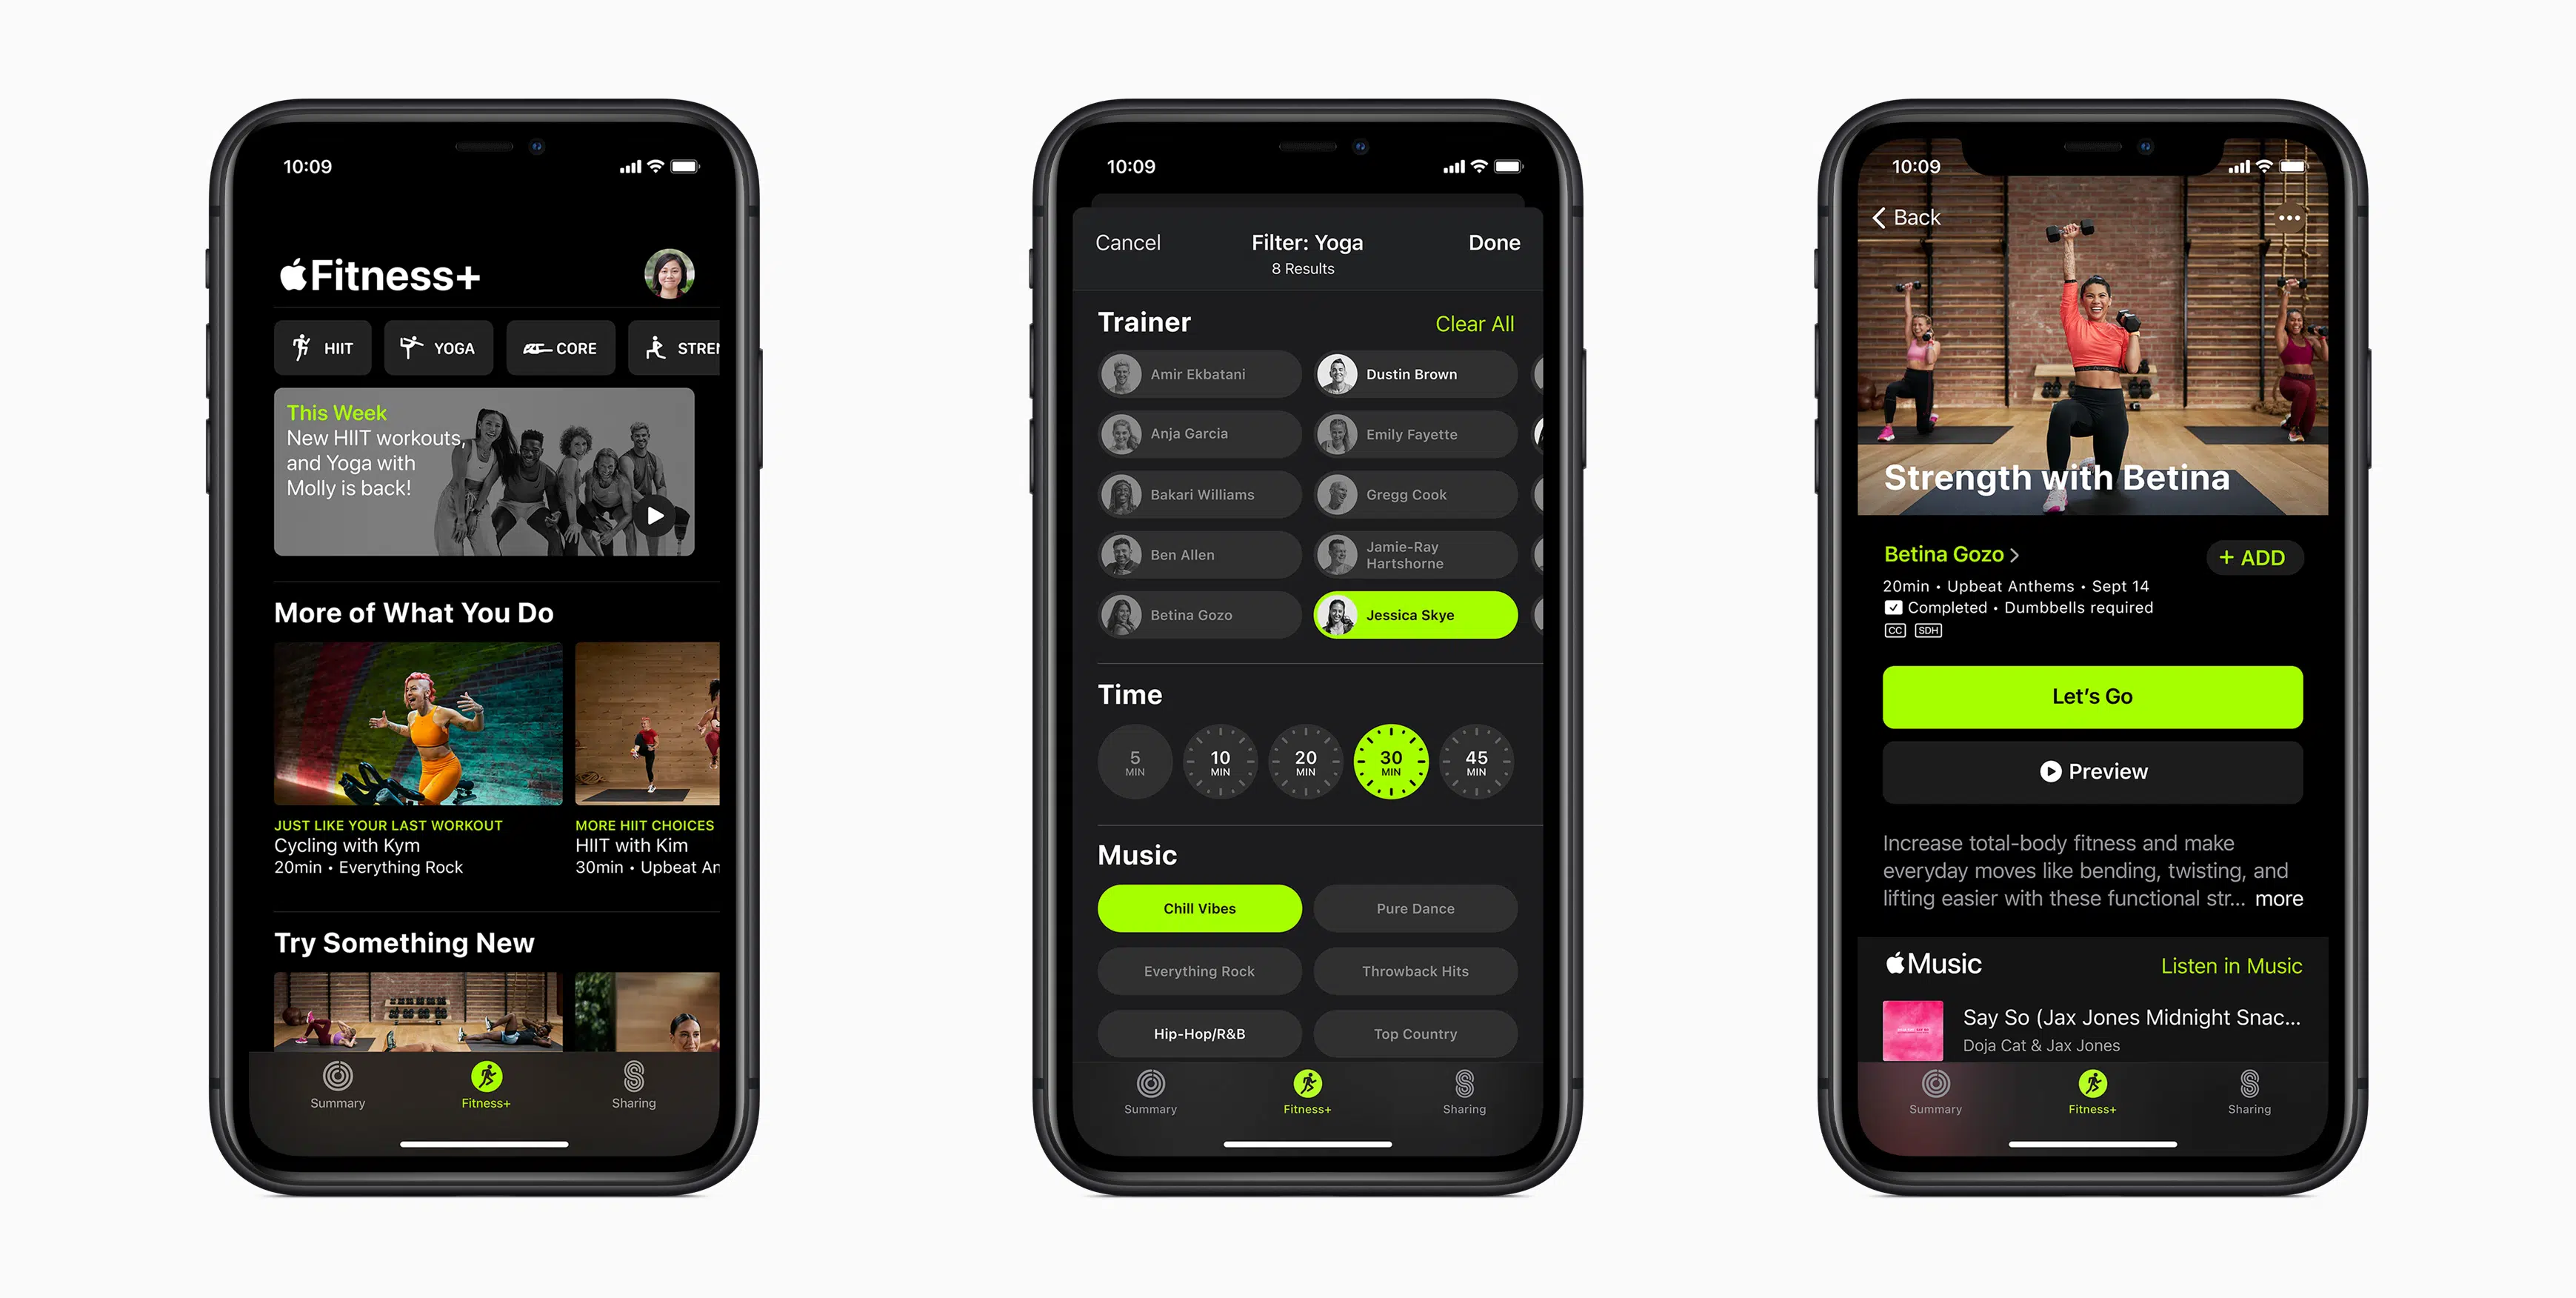 10:09
Fitness+
HIIT
YOGA
CORE
STREN
This Week
New HIIT workouts,
and Yoga with
Molly is back!
More of What You Do
JUST LIKE YOUR LAST WORKOUT
Cycling with Kym
20min • Everything Rock
MORE HIIT CHOICES
HIIT with Kim
30min • Upbeat An
Try Something New
Summary
Fitness+
Sharing
10:09
Cancel
Filter: Yoga
Done
8 Results
Trainer
Clear All
Amir Ekbatani
Dustin Brown
Anja Garcia
Emily Fayette
Bakari Williams
Gregg Cook
Ben Allen
Jamie-Ray
Hartshorne
Betina Gozo
Jessica Skye
Time
5
MIN
10
MIN
20
MIN
30
MIN
45
MIN
Music
Chill Vibes
Pure Dance
Everything Rock
Throwback Hits
Hip-Hop/R&B
Top Country
Summary
Fitness+
Sharing
10:09
Back
Strength with Betina
Betina Gozo
+ ADD
20min • Upbeat Anthems • Sept 14
Completed • Dumbbells required
CC SDH
Let's Go
Preview
Increase total-body fitness and make
everyday moves like bending, twisting, and
lifting easier with these functional str... more
Music
Listen in Music
Say So (Jax Jones Midnight Snac...
Doja Cat & Jax Jones
Summary
Fitness+
Sharing